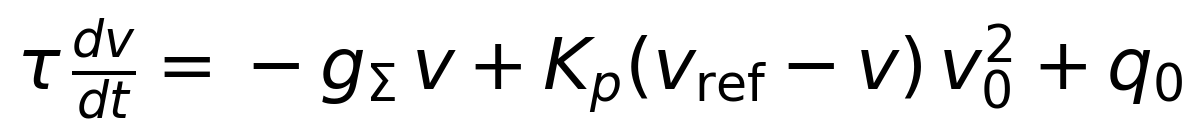 τ dv/dt = −g_Σ v + K_p(v_ref − v) v_0^2 + q_0